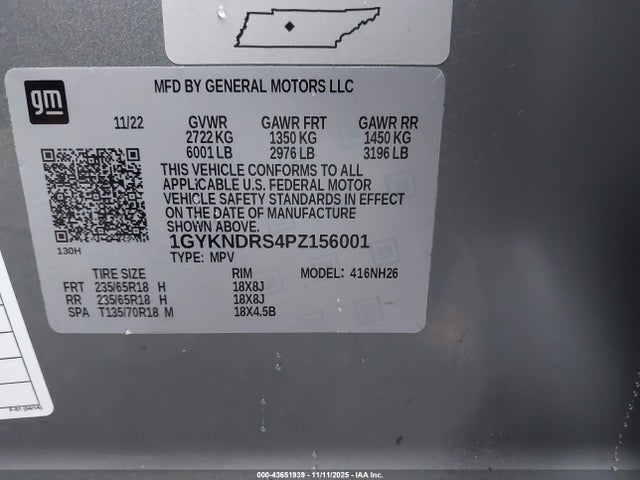 gm
MFD BY GENERAL MOTORS LLC
11/22 GVWR GAWR FRT GAWR RR
2722 KG 1350 KG 1450 KG
6001 LB 2976 LB 3196 LB
THIS VEHICLE CONFORMS TO ALL
APPLICABLE U.S. FEDERAL MOTOR
VEHICLE SAFETY STANDARDS IN EFFECT
ON THE DATE OF MANUFACTURE
1GYKNDRS4PZ156001
130H
TYPE: MPV
TIRE SIZE RIM MODEL: 416NH26
FRT 235/65R18 H 18X8J
RR 235/65R18 H 18X8J
SPA T135/70R18 M 18X4.5B
000-43651939 - 11/11/2025 - IAA Inc.